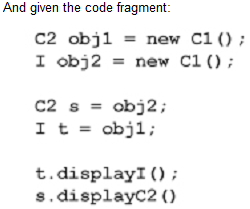 And given the code fragment:
C2 obj1 = new C1();
I obj2 = new C1();
C2 s = obj2;
I t = obj1;
t.displayI();
s.displayC2()